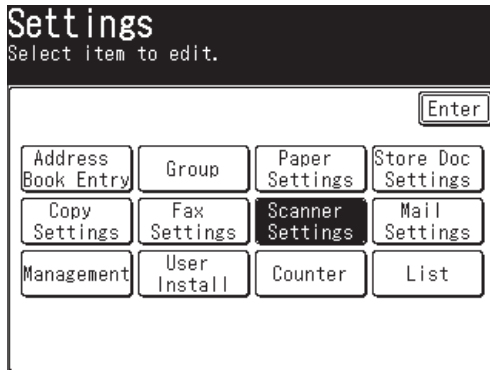 Settings
Select item to edit.
Enter
Address Book Entry
Group
Paper Settings
Store Doc Settings
Copy Settings
Fax Settings
Scanner Settings
Mail Settings
Management
User Install
Counter
List